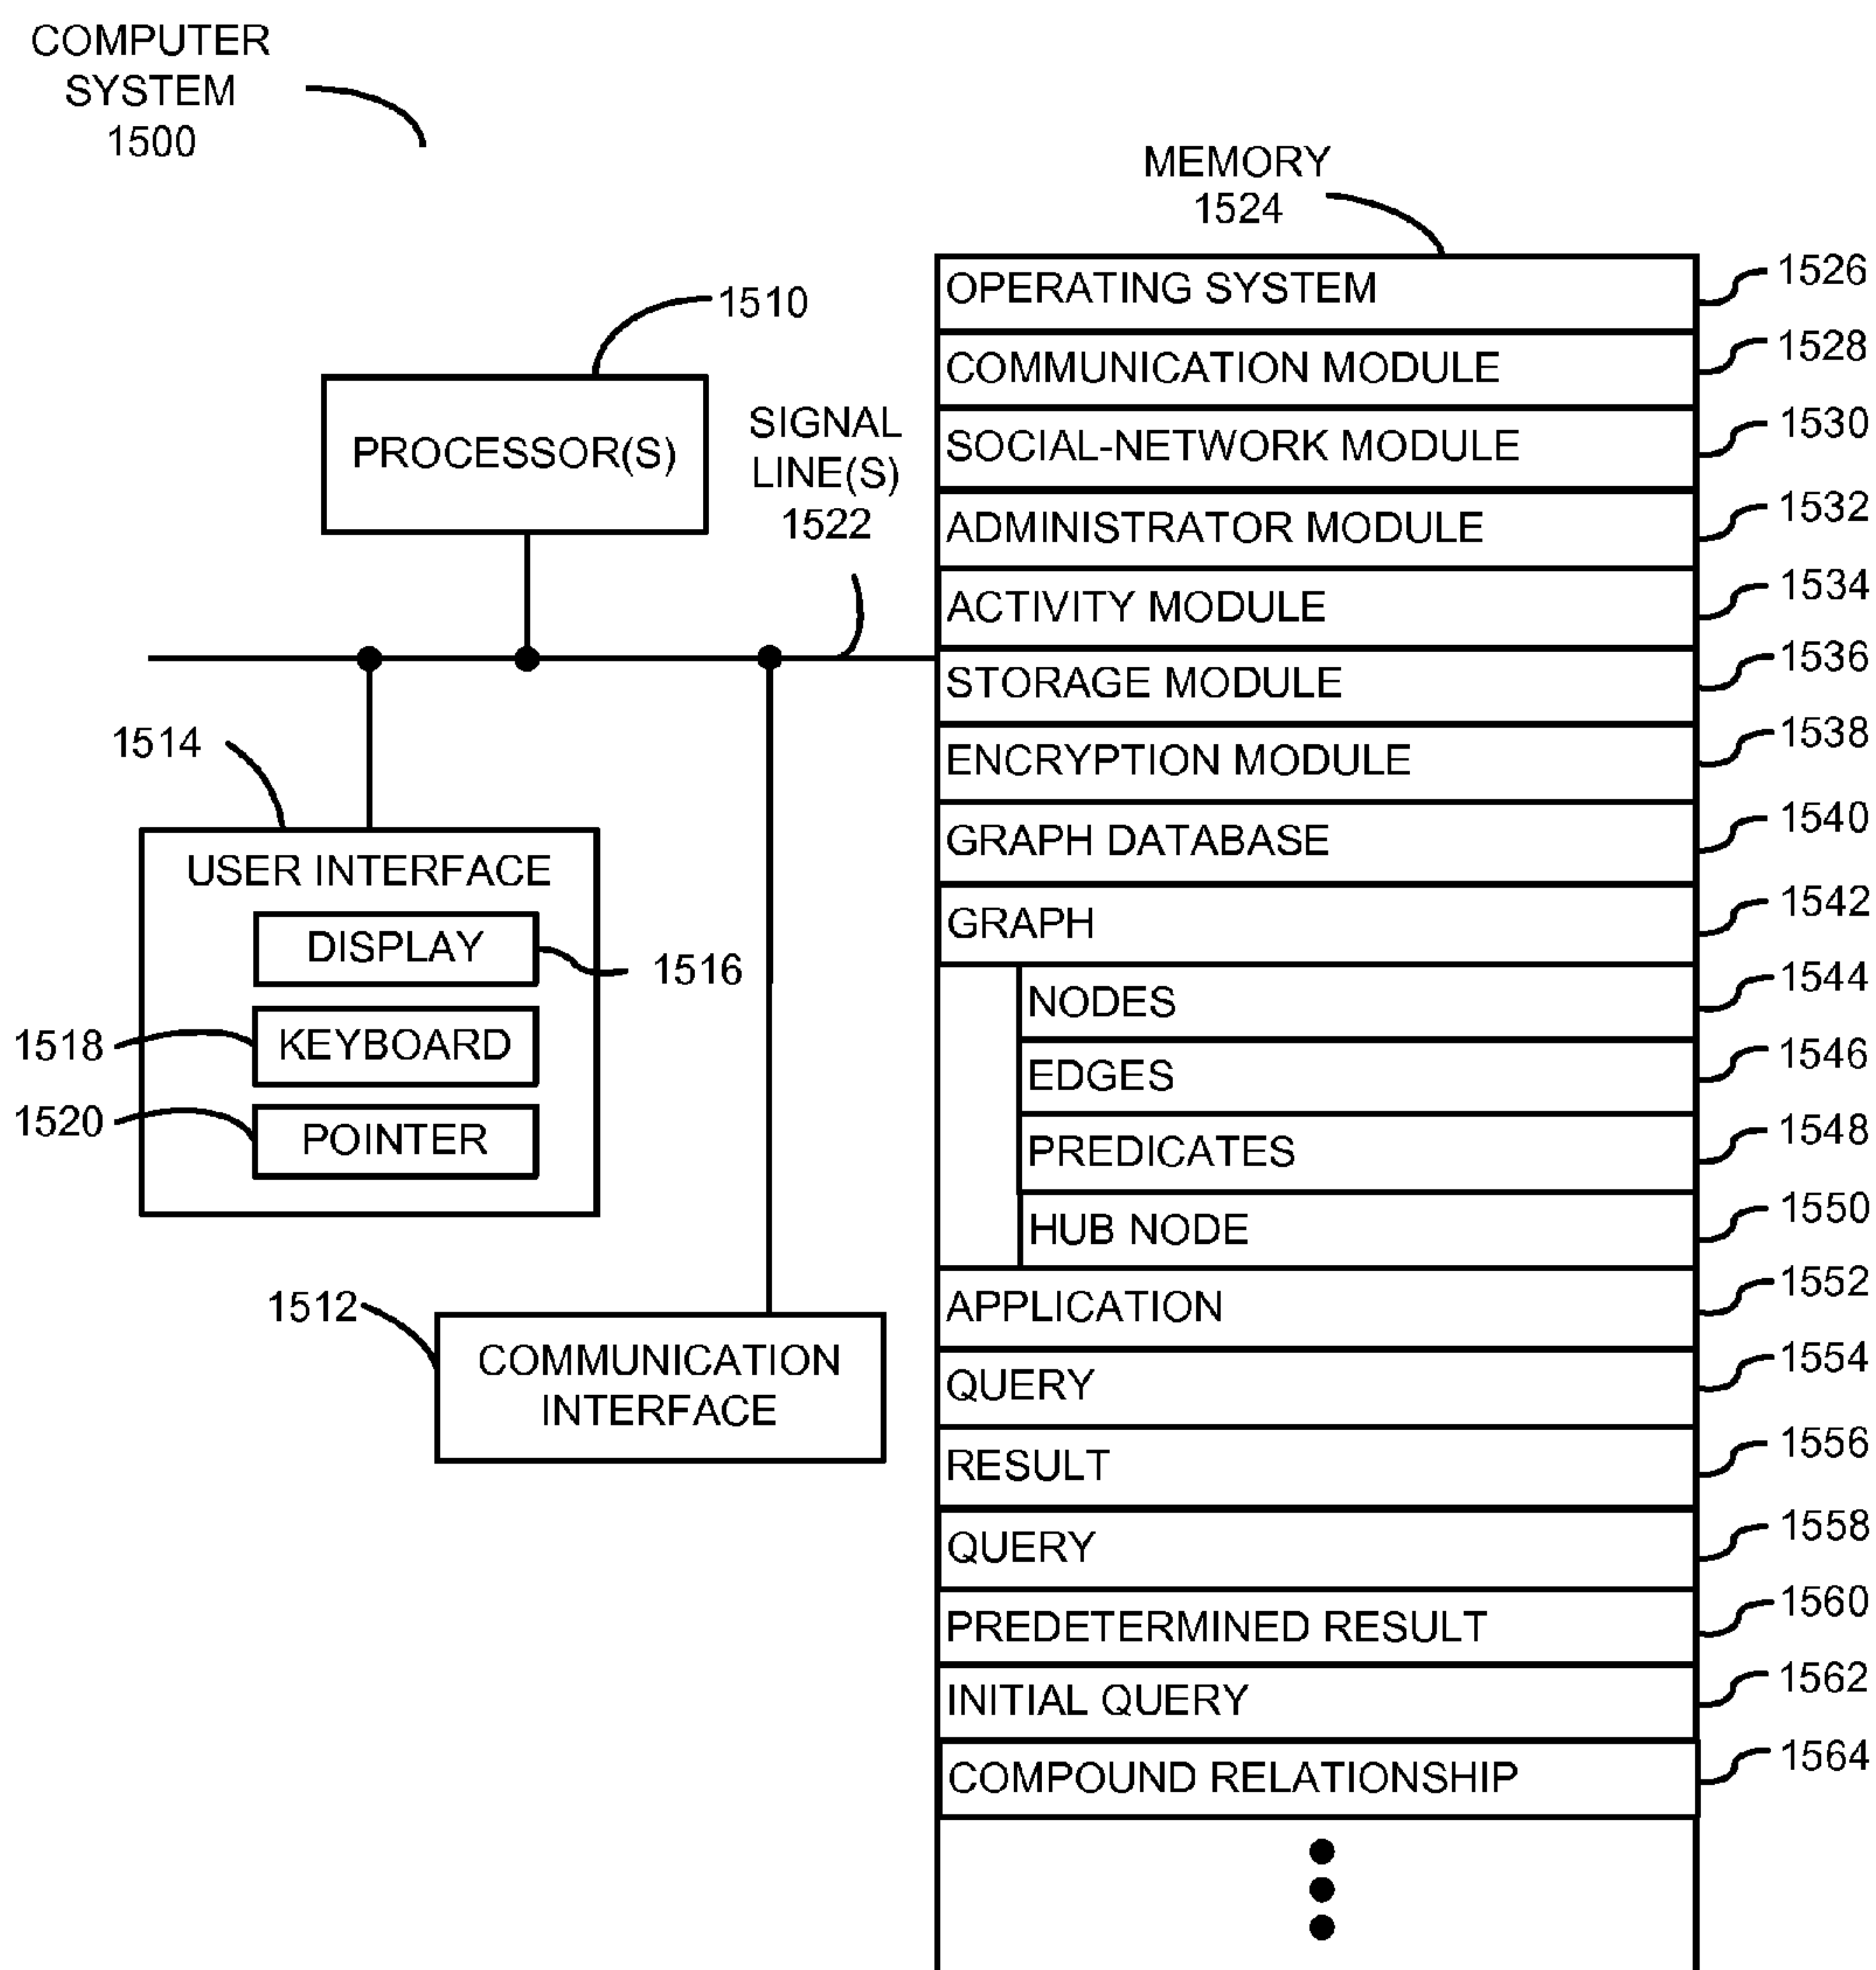 COMPUTER
SYSTEM
1500
MEMORY
1524
1510
PROCESSOR(S)
SIGNAL
LINE(S)
1522
1514
USER INTERFACE
DISPLAY
1516
1518
KEYBOARD
1520
POINTER
1512
COMMUNICATION
INTERFACE
OPERATING SYSTEM
1526
COMMUNICATION MODULE
1528
SOCIAL-NETWORK MODULE
1530
ADMINISTRATOR MODULE
1532
ACTIVITY MODULE
1534
STORAGE MODULE
1536
ENCRYPTION MODULE
1538
GRAPH DATABASE
1540
GRAPH
1542
NODES
1544
EDGES
1546
PREDICATES
1548
HUB NODE
1550
APPLICATION
1552
QUERY
1554
RESULT
1556
QUERY
1558
PREDETERMINED RESULT
1560
INITIAL QUERY
1562
COMPOUND RELATIONSHIP
1564